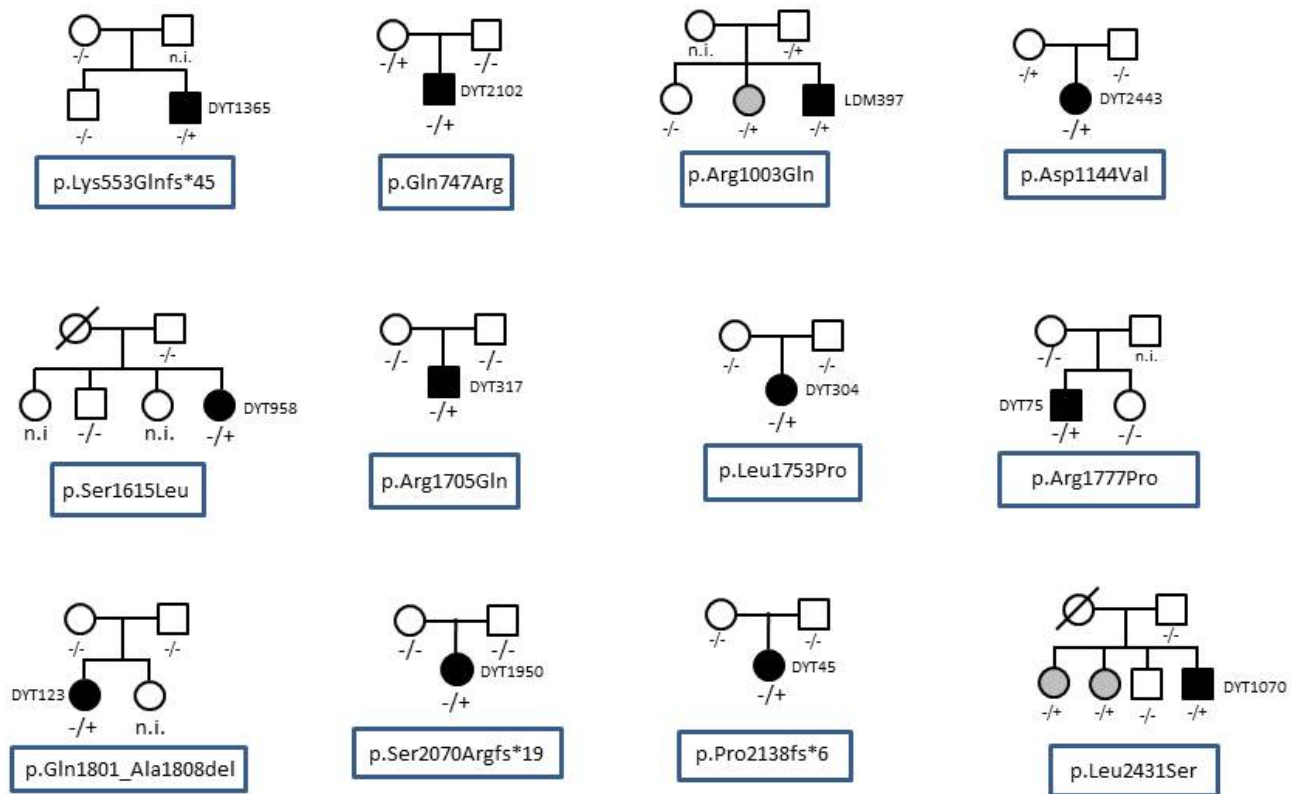 -/- n.i.
-/- -/+ DYT1365
p.Lys553Glnfs*45
-/+ -/-
DYT2102
-/+
p.Gln747Arg
n.i. -/+
-/- -/+ -/+ LDM397
p.Arg1003Gln
-/+ -/-
DYT2443
-/+
p.Asp1144Val
-/-
DYT958
n.i -/- n.i. -/+
p.Ser1615Leu
-/- -/-
DYT317
-/+
p.Arg1705Gln
-/- -/-
DYT304
-/+
p.Leu1753Pro
-/- n.i.
DYT75
-/+ -/-
p.Arg1777Pro
-/- -/-
DYT123
-/+ n.i.
p.Gln1801_Ala1808del
-/- -/-
DYT1950
-/+
p.Ser2070Argfs*19
-/- -/-
DYT45
-/+
p.Pro2138fs*6
-/-
DYT1070
-/+ -/+ -/- -/+
p.Leu2431Ser